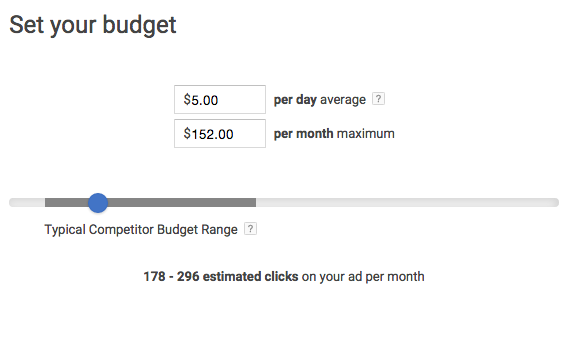 Set your budget
$5.00 per day average ?
$152.00 per month maximum
Typical Competitor Budget Range ?
178 - 296 estimated clicks on your ad per month